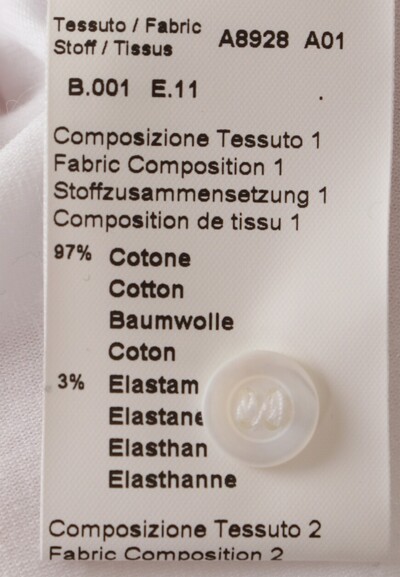 Tessuto / Fabric
Stoff / Tissus
A8928 A01
B.001 E.11
Composizione Tessuto 1
Fabric Composition 1
Stoffzusammensetzung 1
Composition de tissu 1
97% Cotone
Cotton
Baumwolle
Coton
3% Elastam
Elastane
Elasthan
Elasthanne
Composizione Tessuto 2
Fabric Composition 2